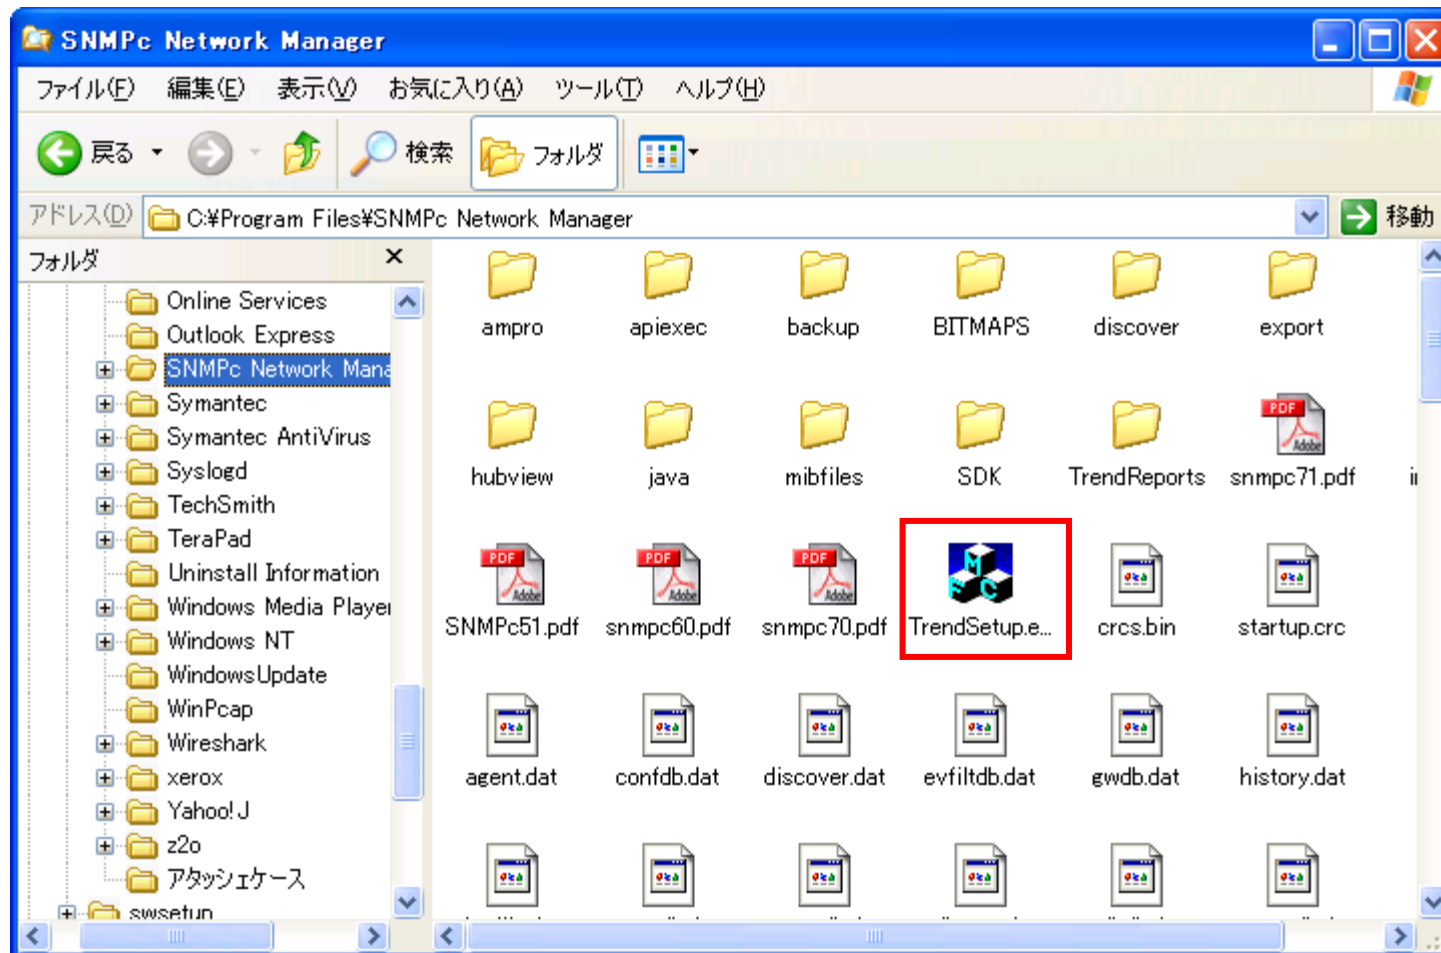 SNMPc Network Manager
ファイル(F) 編集(E) 表示(V) お気に入り(A) ツール(T) ヘルプ(H)
戻る 検索 フォルダ
アドレス(D) C:¥Program Files¥SNMPc Network Manager 移動
フォルダ
Online Services
Outlook Express
SNMPc Network Mana
Symantec
Symantec AntiVirus
Syslogd
TechSmith
TeraPad
Uninstall Information
Windows Media Player
Windows NT
WindowsUpdate
WinPcap
Wireshark
xerox
Yahoo!J
z2o
アタッシェケース
swsetup
ampro apiexec backup BITMAPS discover export
hubview java mibfiles SDK TrendReports snmpc71.pdf
SNMPc51.pdf snmpc60.pdf snmpc70.pdf TrendSetup.e... crcs.bin startup.crc
agent.dat confdb.dat discover.dat evfiltdb.dat gwdb.dat history.dat